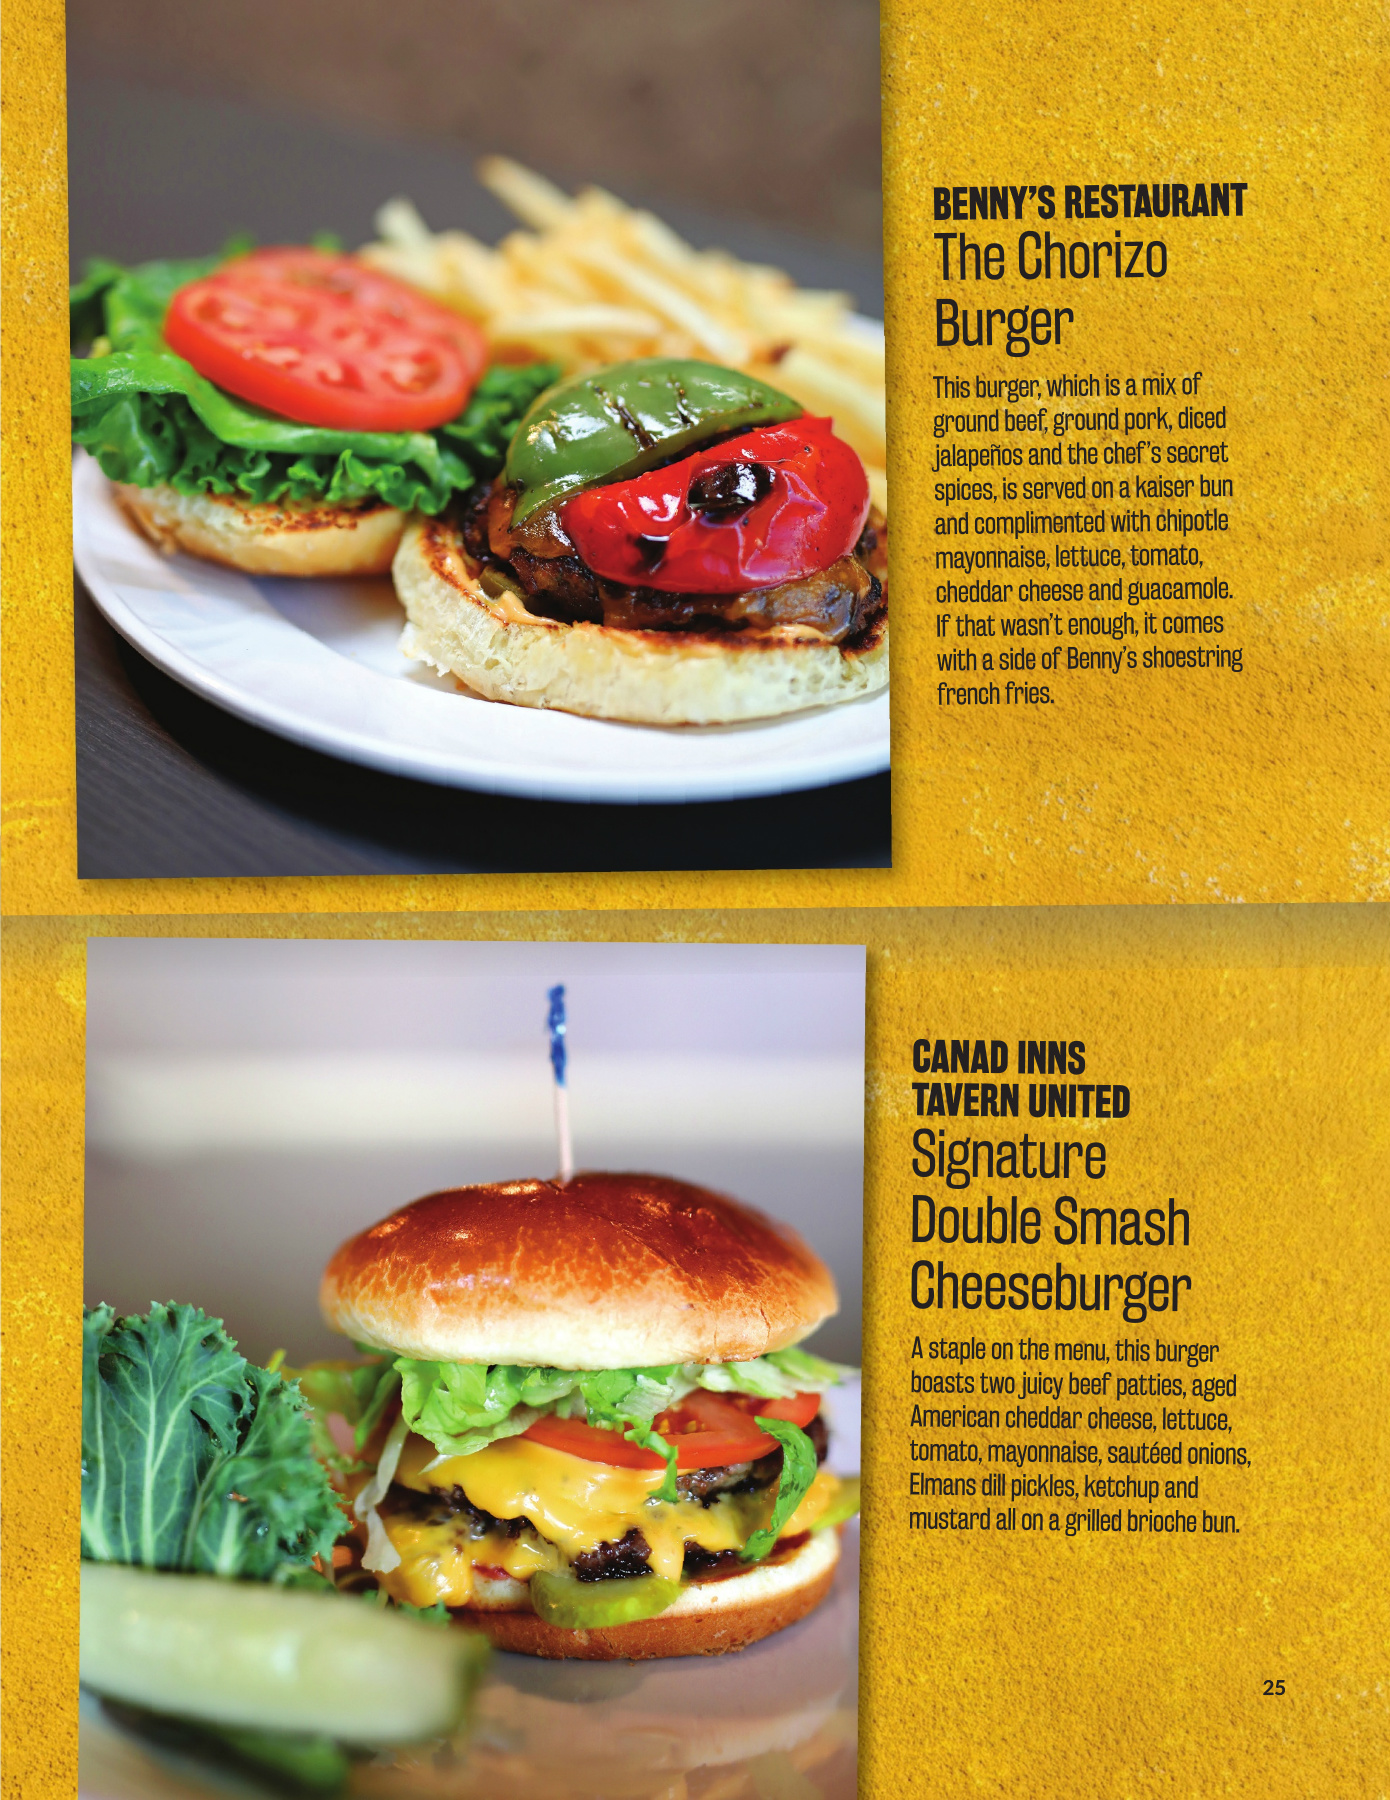 BENNY’S RESTAURANT
The Chorizo
Burger
This burger, which is a mix of
ground beef, ground pork, diced
jalapeños and the chef’s secret
spices, is served on a kaiser bun
and complimented with chipotle
mayonnaise, lettuce, tomato,
cheddar cheese and guacamole.
If that wasn’t enough, it comes
with a side of Benny’s shoestring
french fries.
CANAD INNS
TAVERN UNITED
Signature
Double Smash
Cheeseburger
A staple on the menu, this burger
boasts two juicy beef patties, aged
American cheddar cheese, lettuce,
tomato, mayonnaise, sautéed onions,
Elmans dill pickles, ketchup and
mustard all on a grilled brioche bun.
25